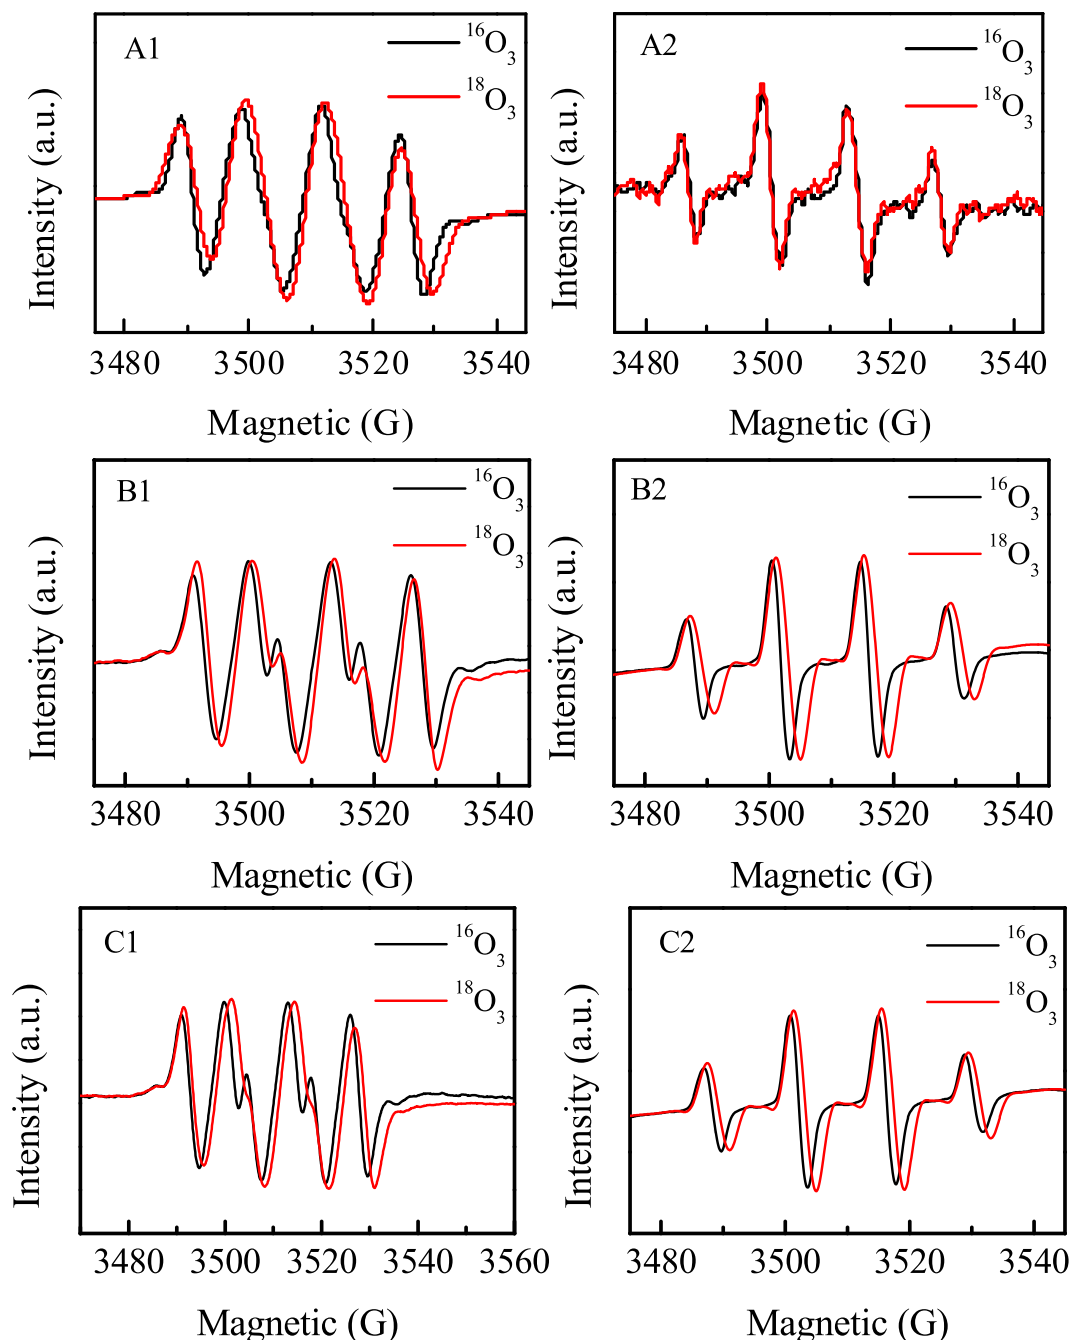 A1
¹⁶O₃
¹⁸O₃
Intensity (a.u.)
3480 3500 3520 3540
Magnetic (G)
A2
¹⁶O₃
¹⁸O₃
Intensity (a.u.)
3480 3500 3520 3540
Magnetic (G)
B1
¹⁶O₃
¹⁸O₃
Intensity (a.u.)
3480 3500 3520 3540
Magnetic (G)
B2
¹⁶O₃
¹⁸O₃
Intensity (a.u.)
3480 3500 3520 3540
Magnetic (G)
C1
¹⁶O₃
¹⁸O₃
Intensity (a.u.)
3480 3500 3520 3540 3560
Magnetic (G)
C2
¹⁶O₃
¹⁸O₃
Intensity (a.u.)
3480 3500 3520 3540
Magnetic (G)